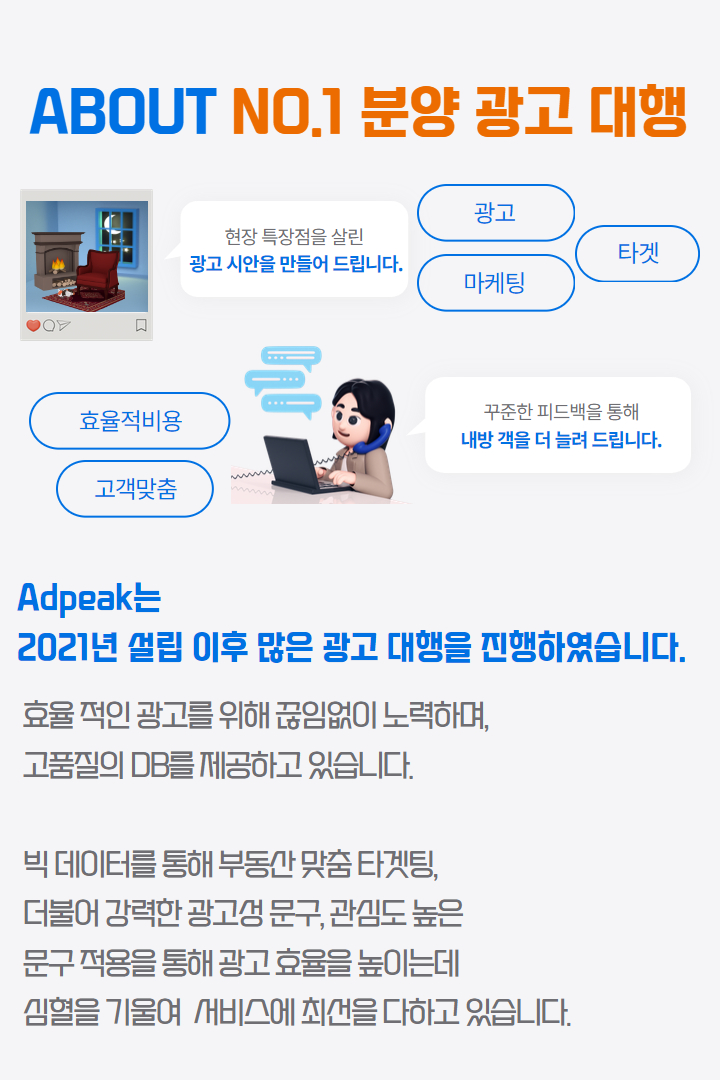 ABOUT NO.1 분양 광고 대행
현장 특장점을 살린
광고 시안을 만들어 드립니다.
광고
타겟
마케팅
효율적비용
고객맞춤
꾸준한 피드백을 통해
내방 객을 더 늘려 드립니다.
Adpeak는
2021년 설립 이후 많은 광고 대행을 진행하였습니다.
효율 적인 광고를 위해 끊임없이 노력하며,
고품질의 DB를 제공하고 있습니다.
빅 데이터를 통해 부동산 맞춤 타겟팅,
더불어 강력한 광고성 문구, 관심도 높은
문구 적용을 통해 광고 효율을 높이는데
심혈을 기울여 서비스에 최선을 다하고 있습니다.